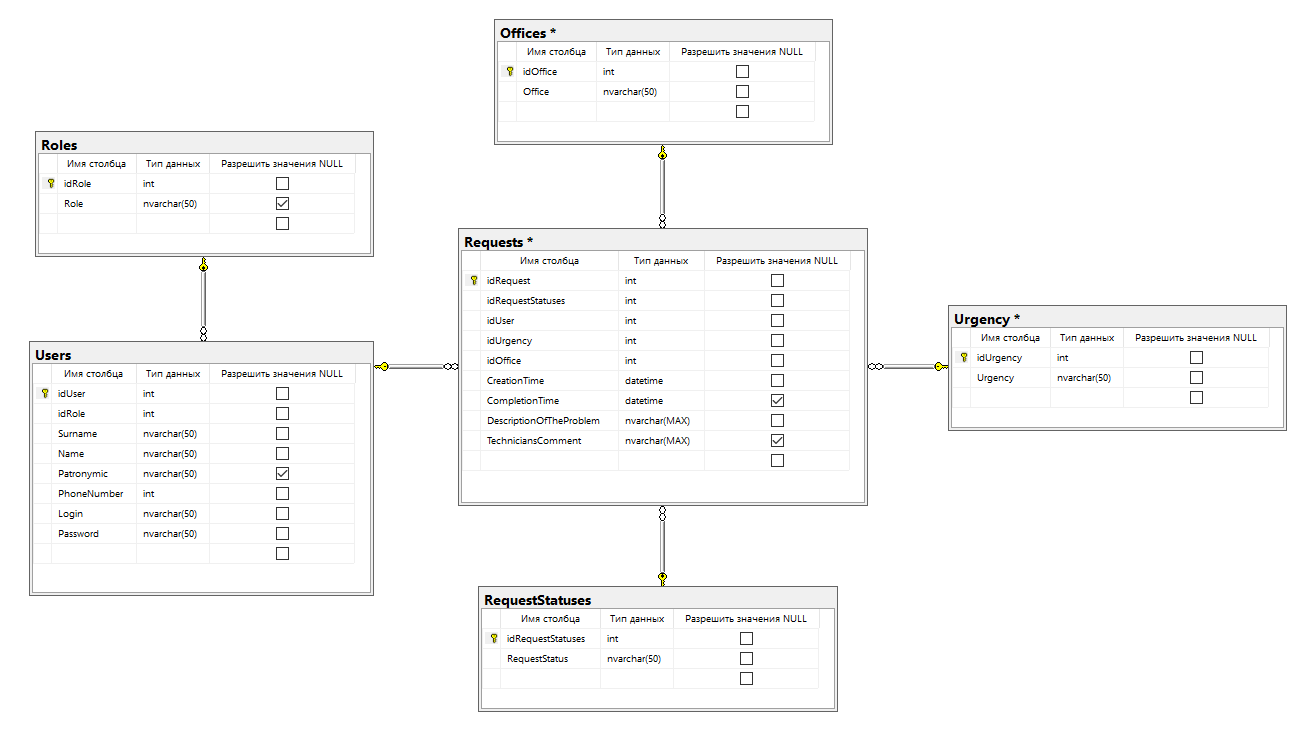 Offices *
Имя столбца Тип данных Разрешить значения NULL
idOffice int
Office nvarchar(50)
Roles
Имя столбца Тип данных Разрешить значения NULL
idRole int
Role nvarchar(50)
Requests *
Имя столбца Тип данных Разрешить значения NULL
idRequest int
idRequestStatuses int
idUser int
idUrgency int
idOffice int
CreationTime datetime
CompletionTime datetime
DescriptionOfTheProblem nvarchar(MAX)
TechniciansComment nvarchar(MAX)
Urgency *
Имя столбца Тип данных Разрешить значения NULL
idUrgency int
Urgency nvarchar(50)
Users
Имя столбца Тип данных Разрешить значения NULL
idUser int
idRole int
Surname nvarchar(50)
Name nvarchar(50)
Patronymic nvarchar(50)
PhoneNumber int
Login nvarchar(50)
Password nvarchar(50)
RequestStatuses
Имя столбца Тип данных Разрешить значения NULL
idRequestStatuses int
RequestStatus nvarchar(50)